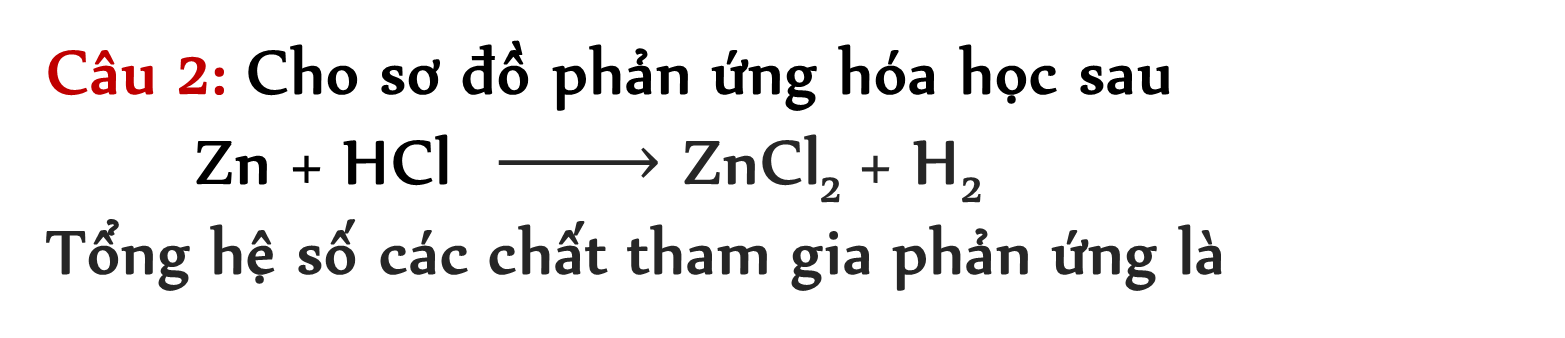 Câu 2: Cho sơ đồ phản ứng hóa học sau
Zn + HCl ⟶ ZnCl₂ + H₂
Tổng hệ số các chất tham gia phản ứng là